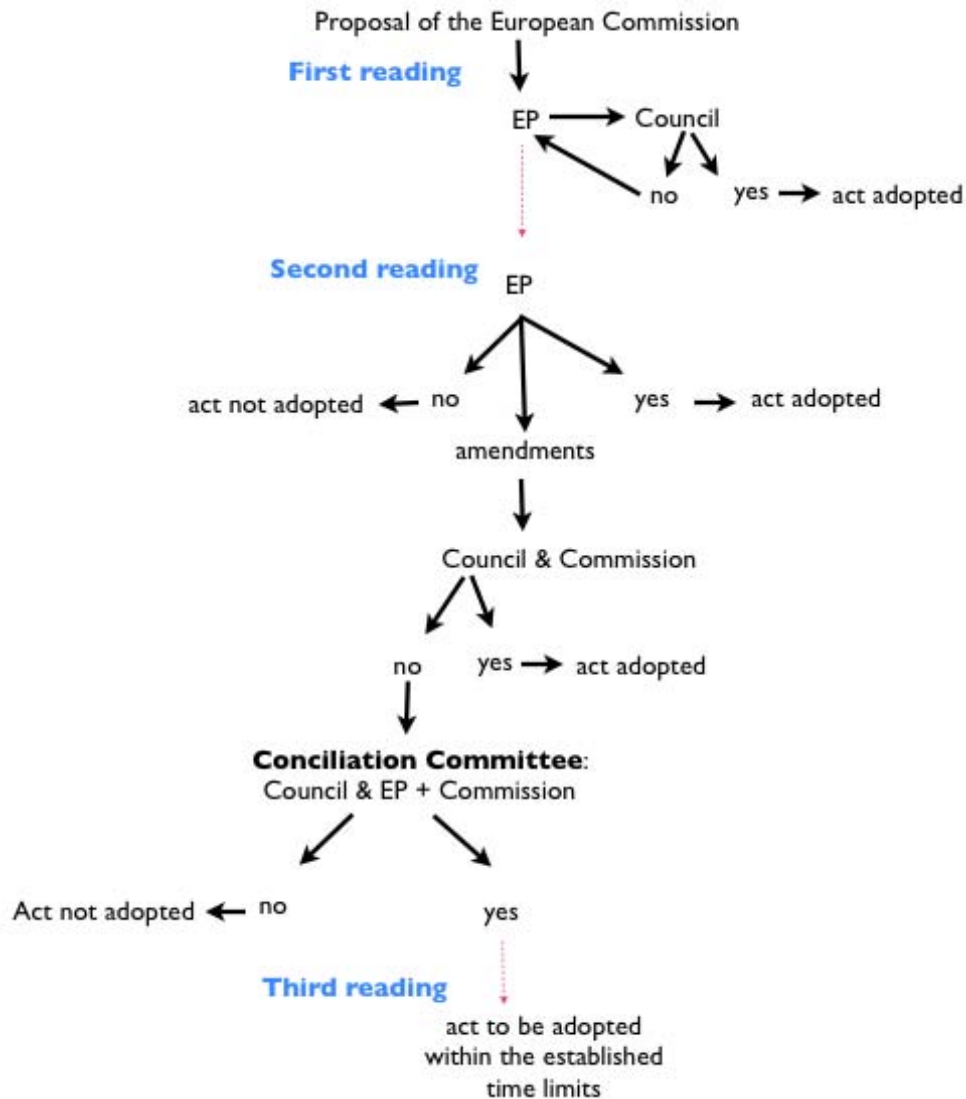 Proposal of the European Commission
First reading
EP
Council
no
yes
act adopted
Second reading
EP
act not adopted
no
yes
act adopted
amendments
Council & Commission
no
yes
act adopted
Conciliation Committee:
Council & EP + Commission
Act not adopted
no
yes
Third reading
act to be adopted
within the established
time limits